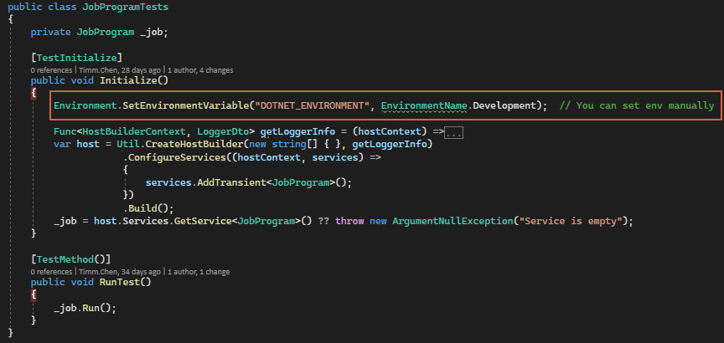 public class JobProgramTests
{
private JobProgram _job;
[TestInitialize]
0 references | Timm.Chen, 28 days ago | 1 author, 4 changes
public void Initialize()
{
Environment.SetEnvironmentVariable("DOTNET_ENVIRONMENT", EnvironmentName.Development);  // You can set env manually
Func<HostBuilderContext, LoggerDto> getLoggerInfo = (hostContext) =>...
var host = Util.CreateHostBuilder(new string[] { }, getLoggerInfo)
.ConfigureServices((hostContext, services) =>
{
services.AddTransient<JobProgram>();
})
.Build();
_job = host.Services.GetService<JobProgram>() ?? throw new ArgumentNullException("Service is empty");
}
[TestMethod()]
0 references | Timm.Chen, 34 days ago | 1 author, 1 change
public void RunTest()
{
_job.Run();
}
}